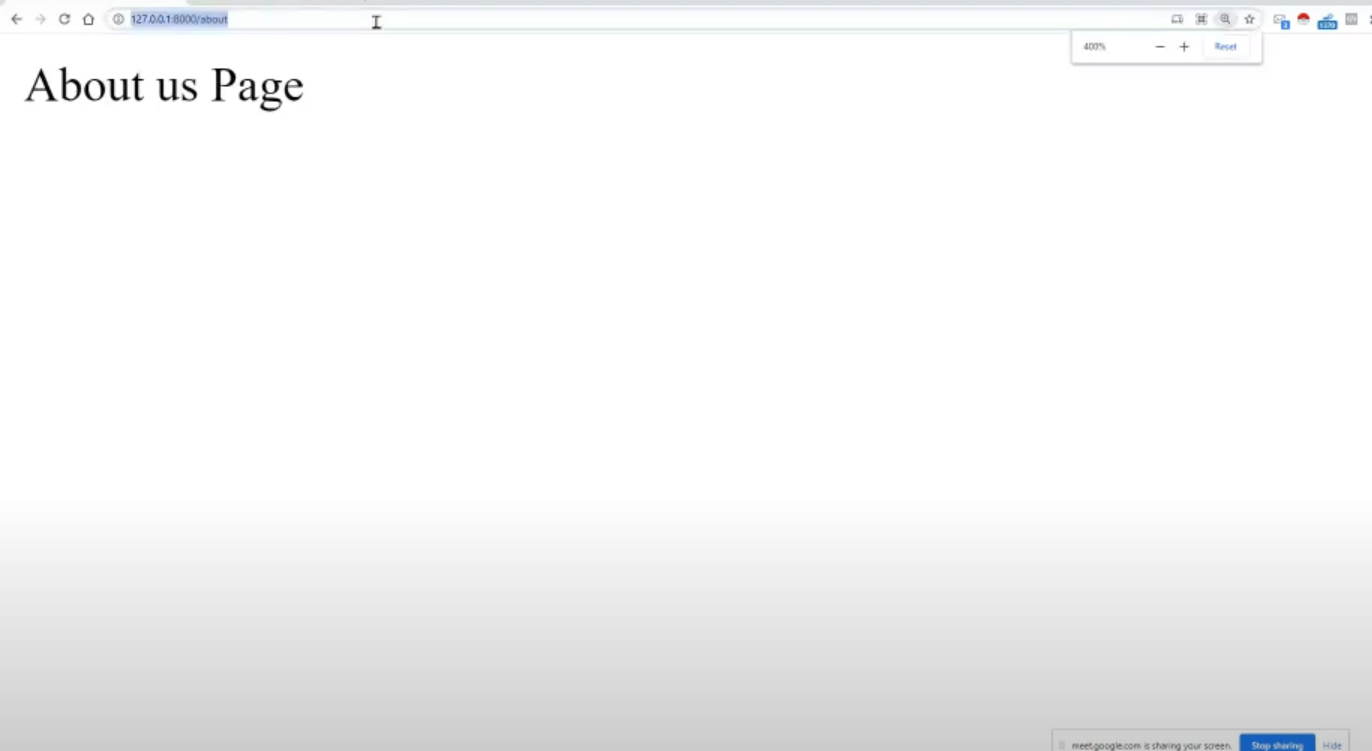 127.0.0.1:8000/about
400% − + Reset
About us Page
meet.google.com is sharing your screen. Stop sharing Hide